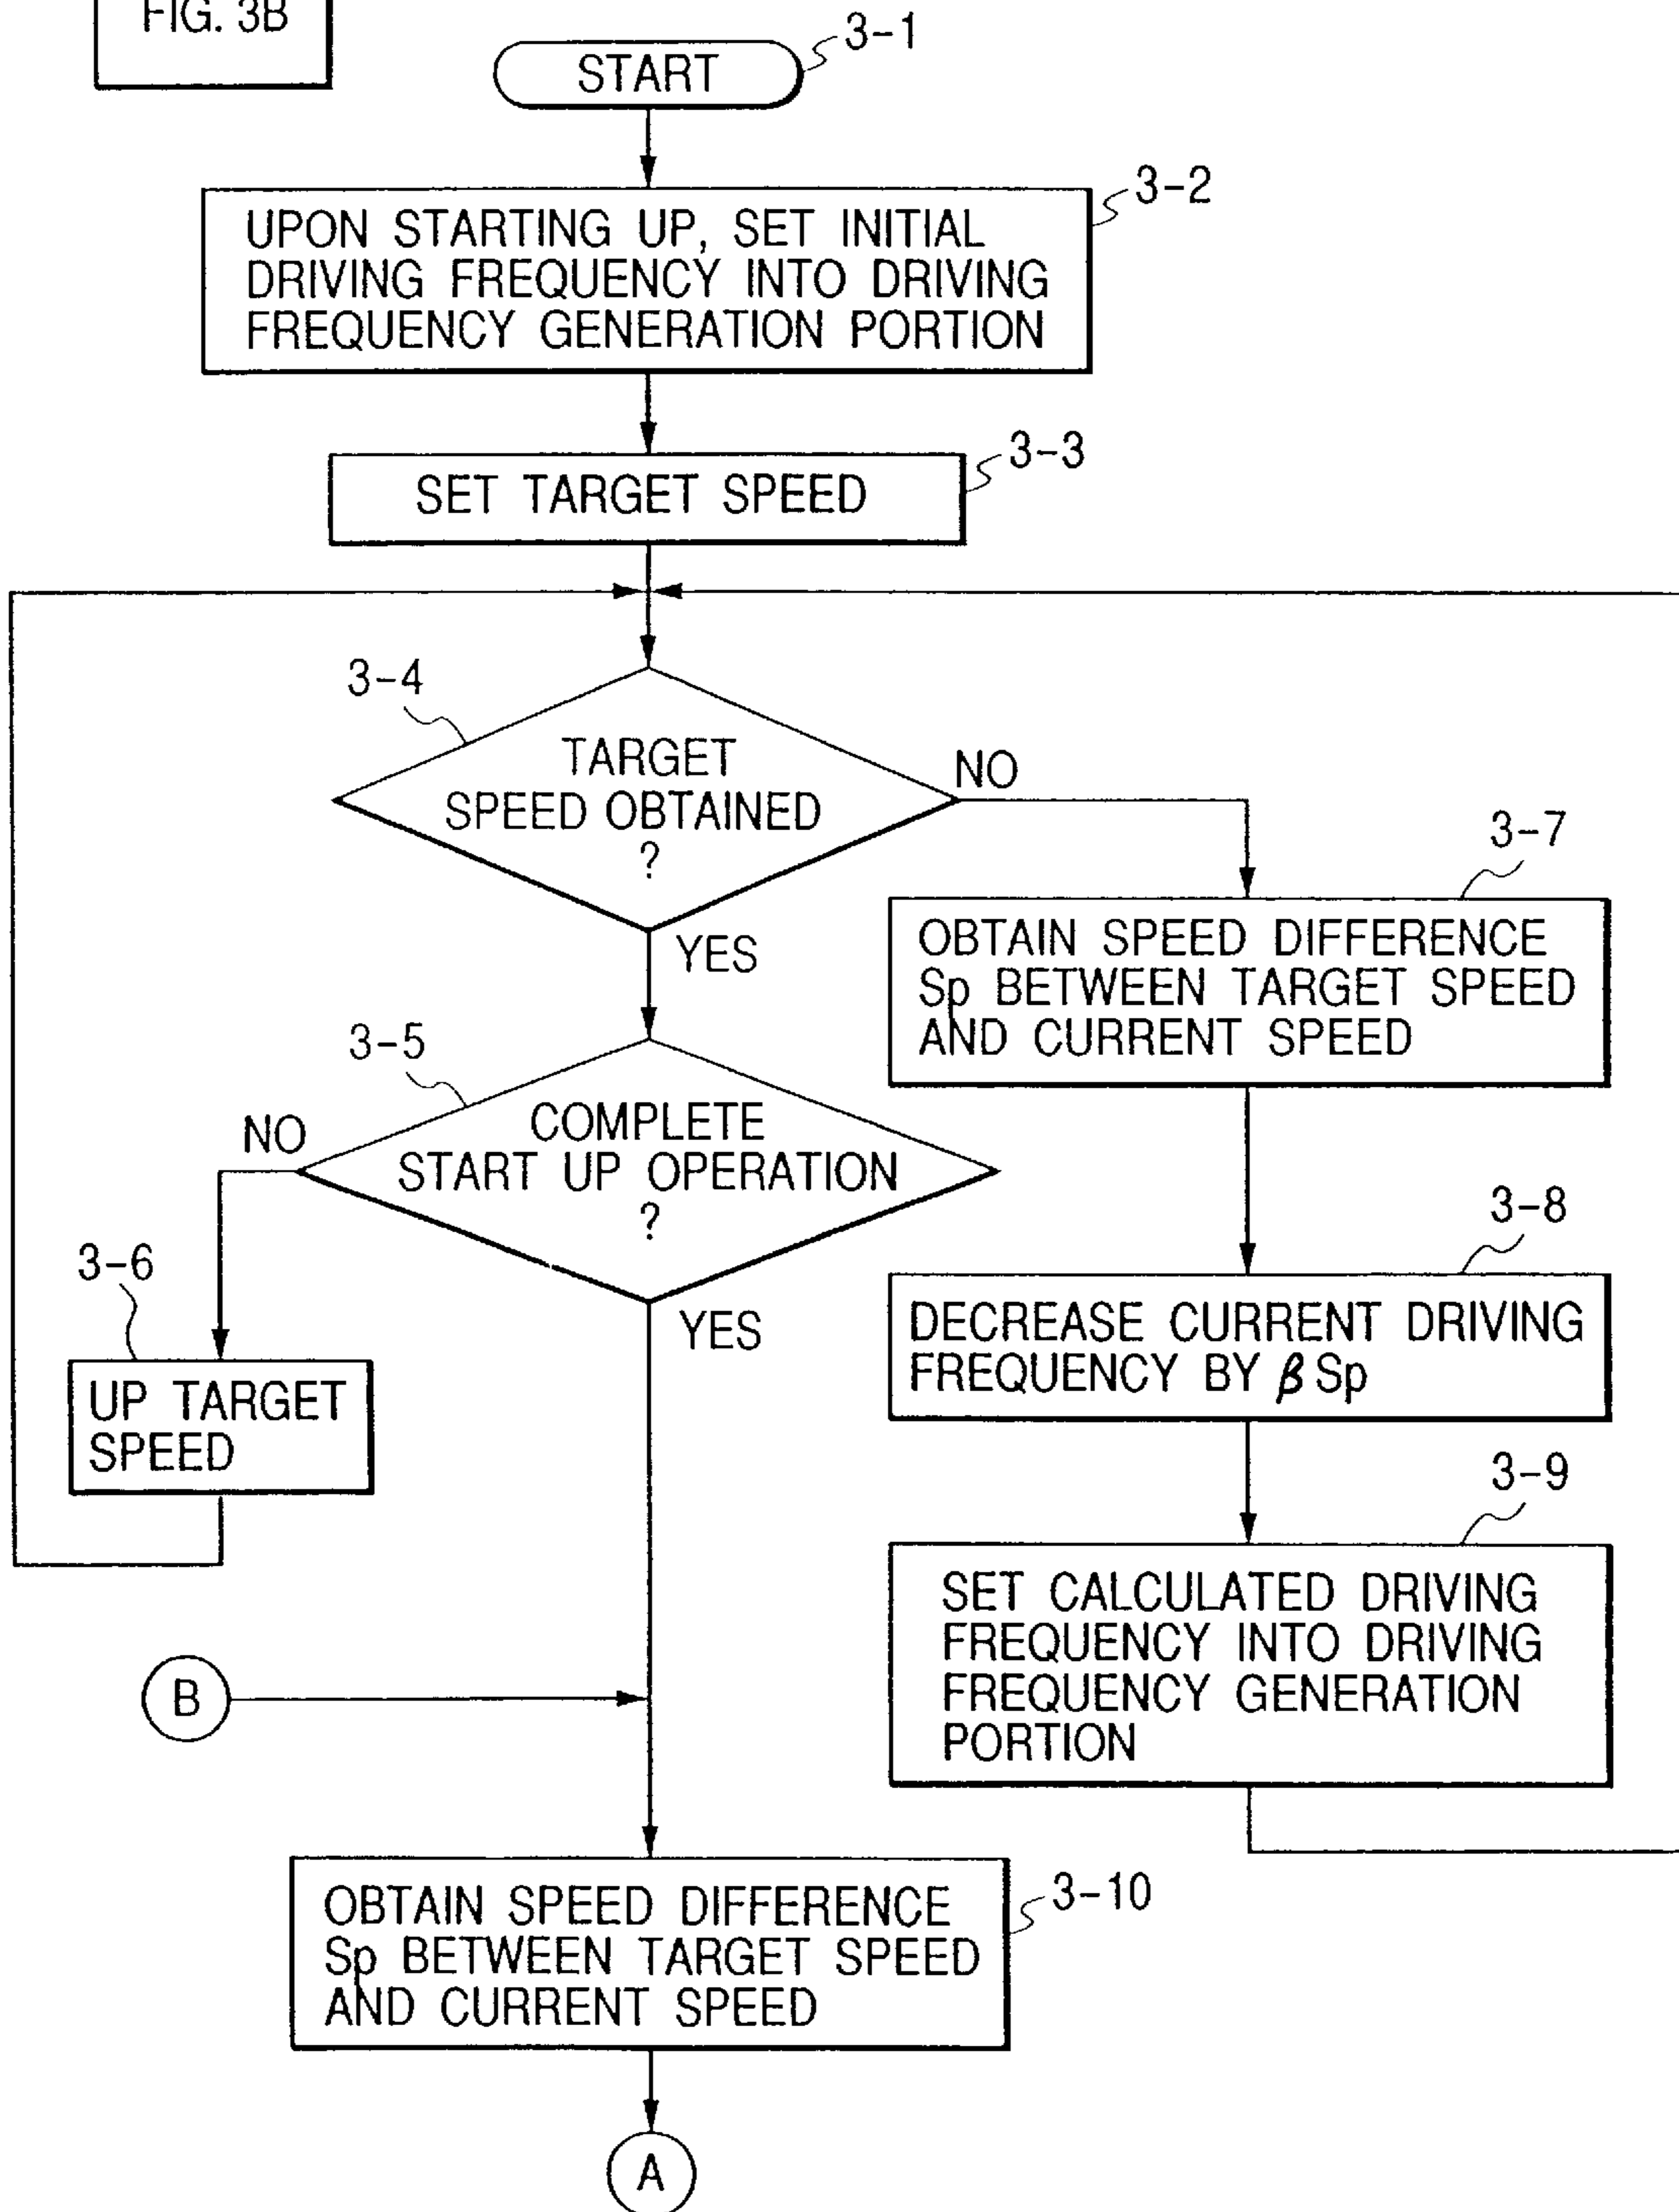 FIG. 3B
START
3-1
UPON STARTING UP, SET INITIAL
DRIVING FREQUENCY INTO DRIVING
FREQUENCY GENERATION PORTION
3-2
SET TARGET SPEED
3-3
3-4
TARGET
SPEED OBTAINED
?
NO
YES
3-7
OBTAIN SPEED DIFFERENCE
Sp BETWEEN TARGET SPEED
AND CURRENT SPEED
3-5
COMPLETE
START UP OPERATION
?
NO
YES
3-6
UP TARGET
SPEED
3-8
DECREASE CURRENT DRIVING
FREQUENCY BY β Sp
3-9
SET CALCULATED DRIVING
FREQUENCY INTO DRIVING
FREQUENCY GENERATION
PORTION
B
OBTAIN SPEED DIFFERENCE
Sp BETWEEN TARGET SPEED
AND CURRENT SPEED
3-10
A